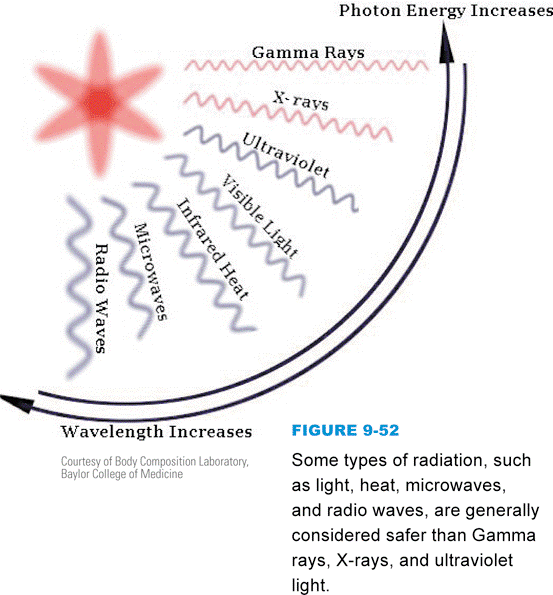 Photon Energy Increases
Gamma Rays
X-rays
Ultraviolet
Visible Light
Infrared Heat
Microwaves
Radio Waves
Wavelength Increases
Courtesy of Body Composition Laboratory,
Baylor College of Medicine
FIGURE 9-52
Some types of radiation, such
as light, heat, microwaves,
and radio waves, are generally
considered safer than Gamma
rays, X-rays, and ultraviolet
light.